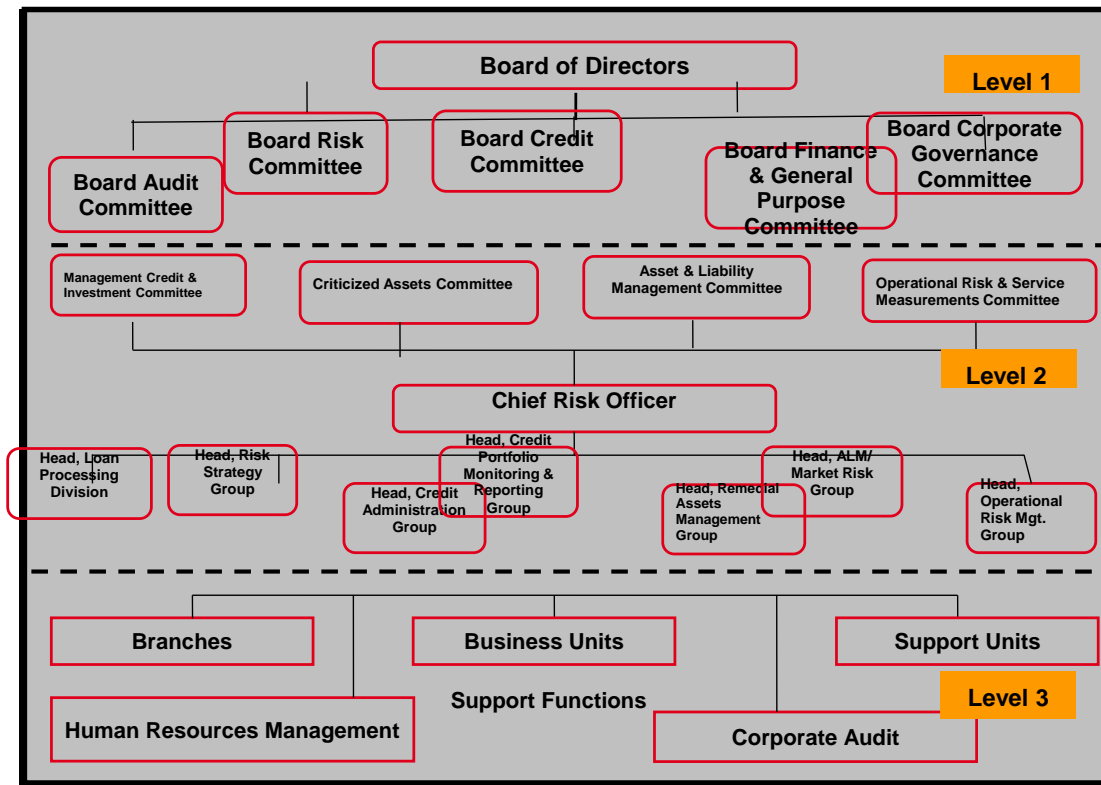 Board of Directors
Level 1
Board Audit
Committee
Board Risk
Committee
Board Credit
Committee
Board Finance
& General
Purpose
Committee
Board Corporate
Governance
Committee
Management Credit &
Investment Committee
Criticized Assets Committee
Asset & Liability
Management Committee
Operational Risk & Service
Measurements Committee
Level 2
Chief Risk Officer
Head, Loan
Processing
Division
Head, Risk
Strategy
Group
Head, Credit
Administration
Group
Head, Credit
Portfolio
Monitoring &
Reporting
Group
Head, Remedial
Assets
Management
Group
Head, ALM/
Market Risk
Group
Head,
Operational
Risk Mgt.
Group
Branches
Business Units
Support Units
Support Functions
Level 3
Human Resources Management
Corporate Audit